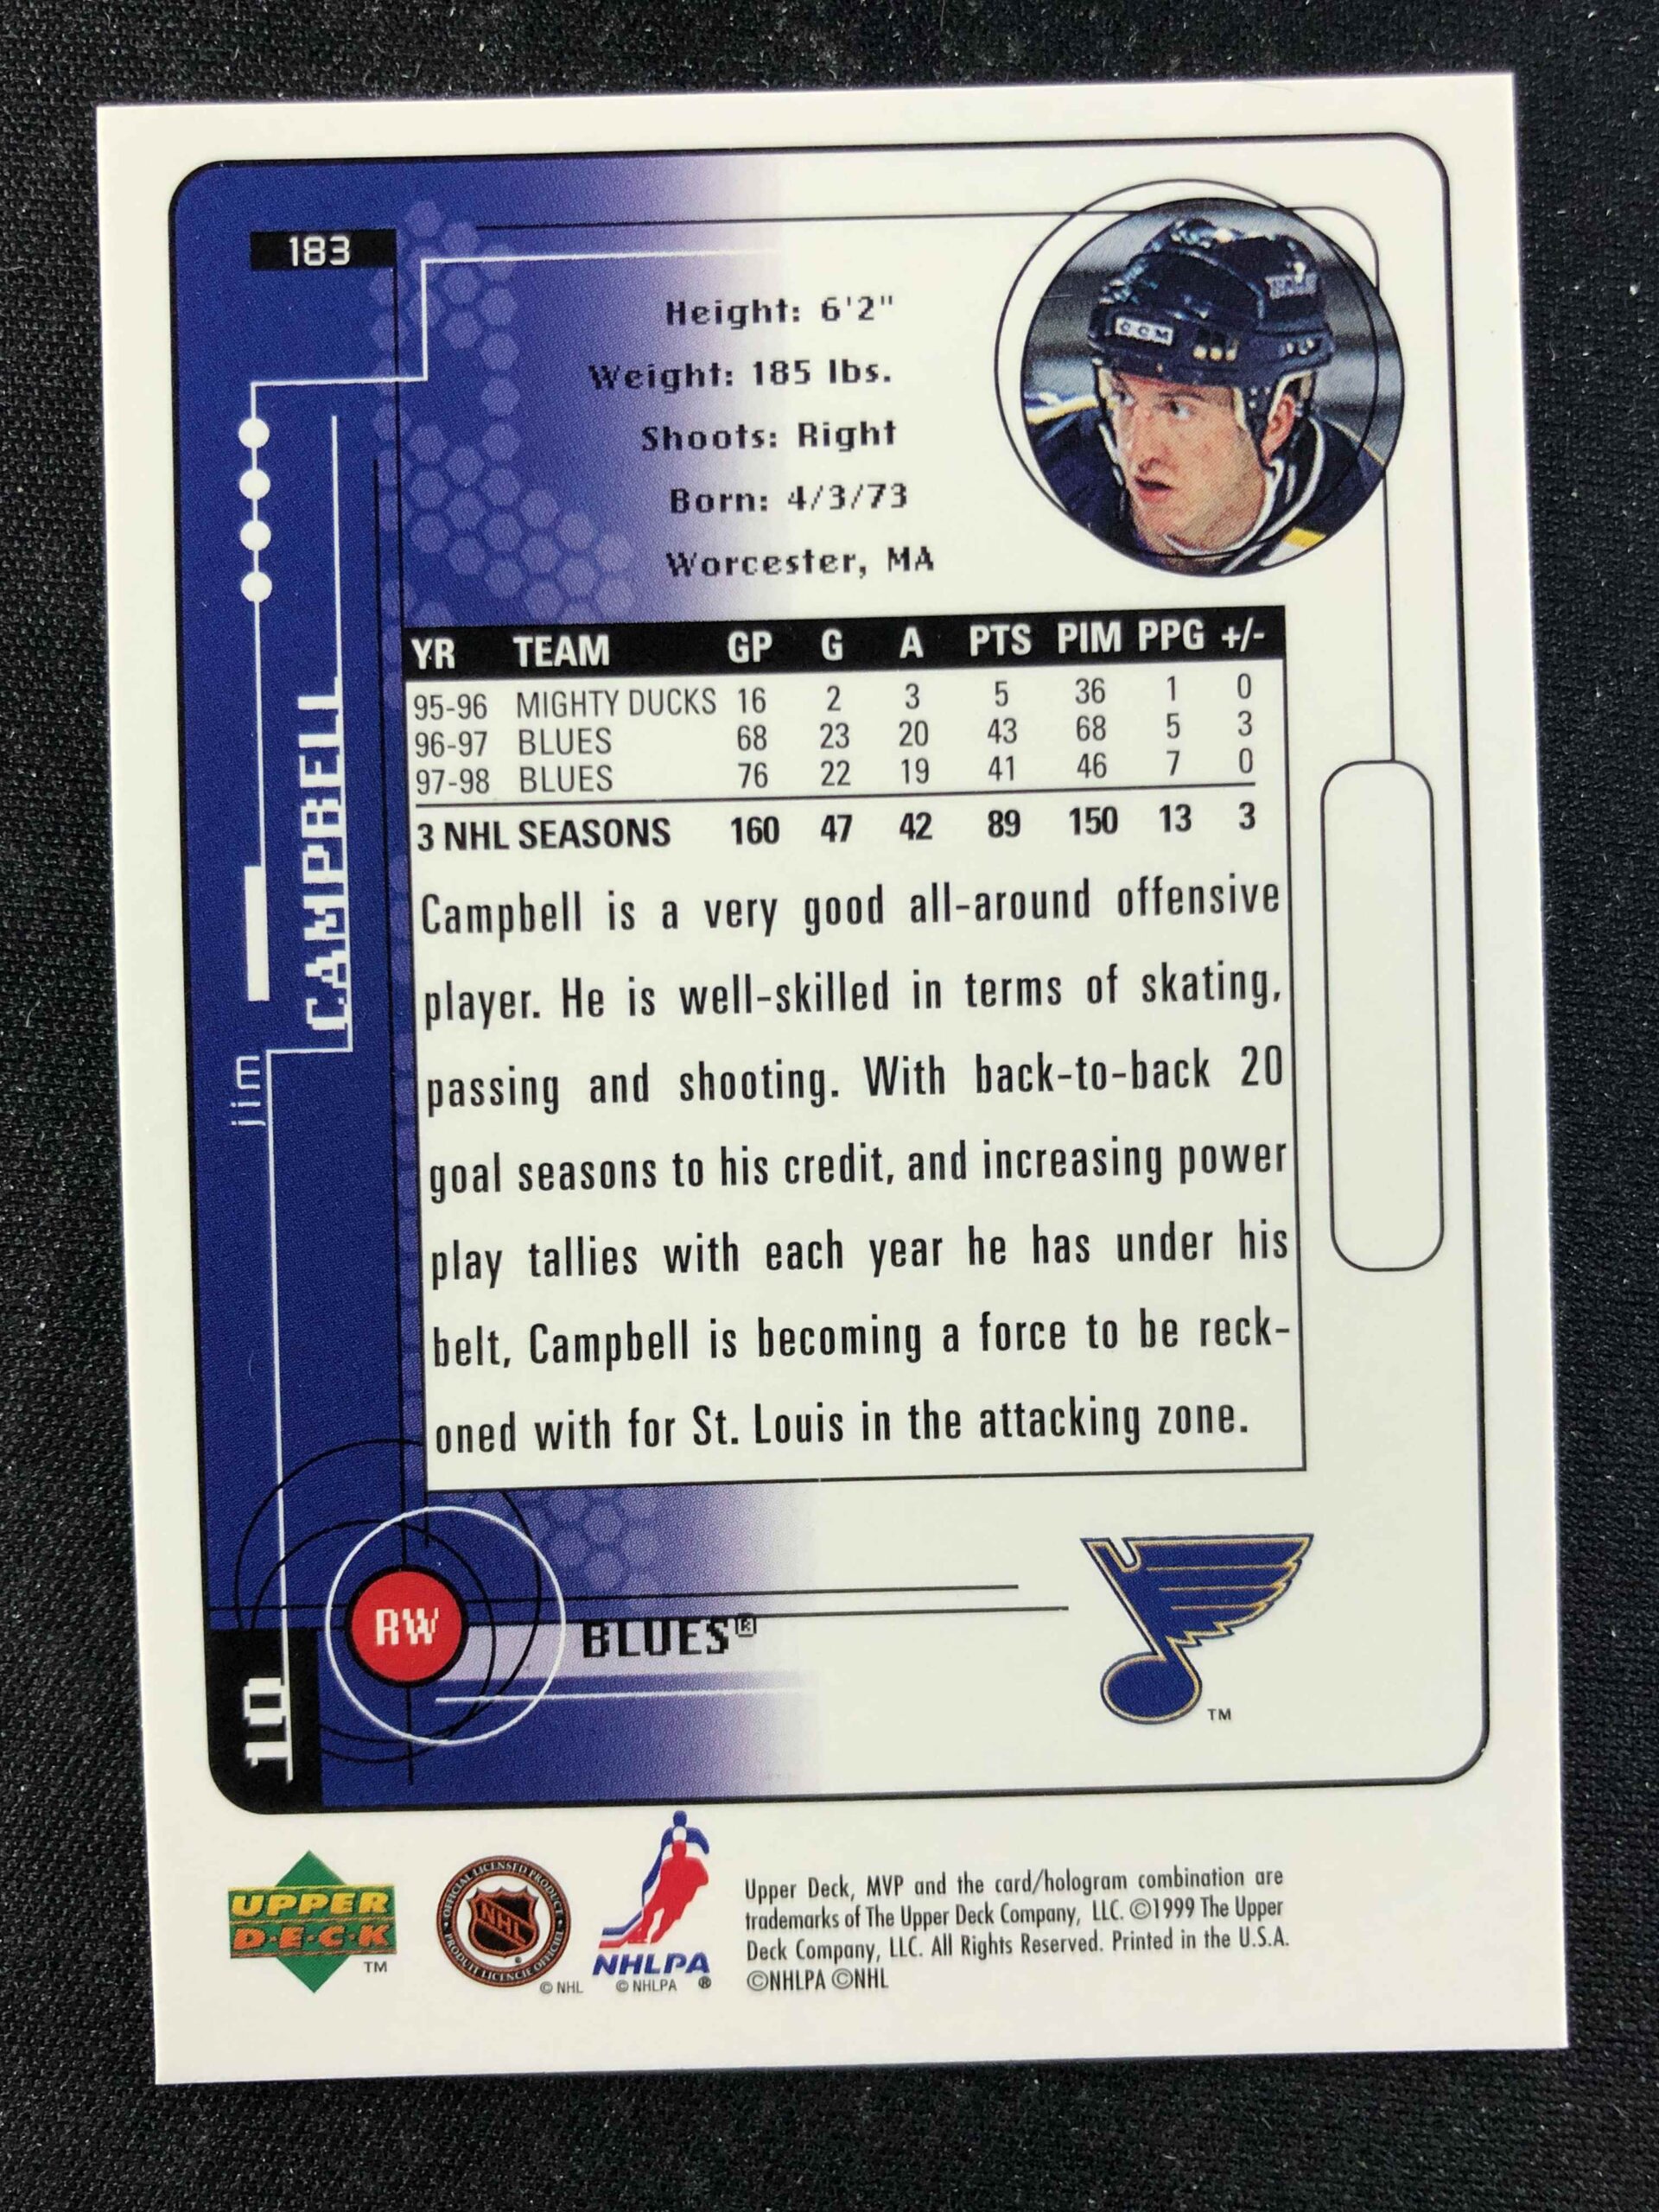 183
Height: 6'2"
Weight: 185 lbs.
Shoots: Right
Born: 4/3/73
Worcester, MA
CCM
jim
CAMPBELL
YR TEAM GP G A PTS PIM PPG +/-
95-96 MIGHTY DUCKS 16 2 3 5 36 1 0
96-97 BLUES 68 23 20 43 68 5 3
97-98 BLUES 76 22 19 41 46 7 0
3 NHL SEASONS 160 47 42 89 150 13 3
Campbell is a very good all-around offensive
player. He is well-skilled in terms of skating,
passing and shooting. With back-to-back 20
goal seasons to his credit, and increasing power
play tallies with each year he has under his
belt, Campbell is becoming a force to be reck-
oned with for St. Louis in the attacking zone.
RW
BLUES®
10
TM
UPPER
D·E·C·K
TM
OFFICIAL LICENSED PRODUCT
NHL
PRODUIT LICENCIE OFFICIEL
© NHL
NHLPA
© NHLPA ®
Upper Deck, MVP and the card/hologram combination are
trademarks of The Upper Deck Company, LLC. ©1999 The Upper
Deck Company, LLC. All Rights Reserved. Printed in the U.S.A.
©NHLPA ©NHL